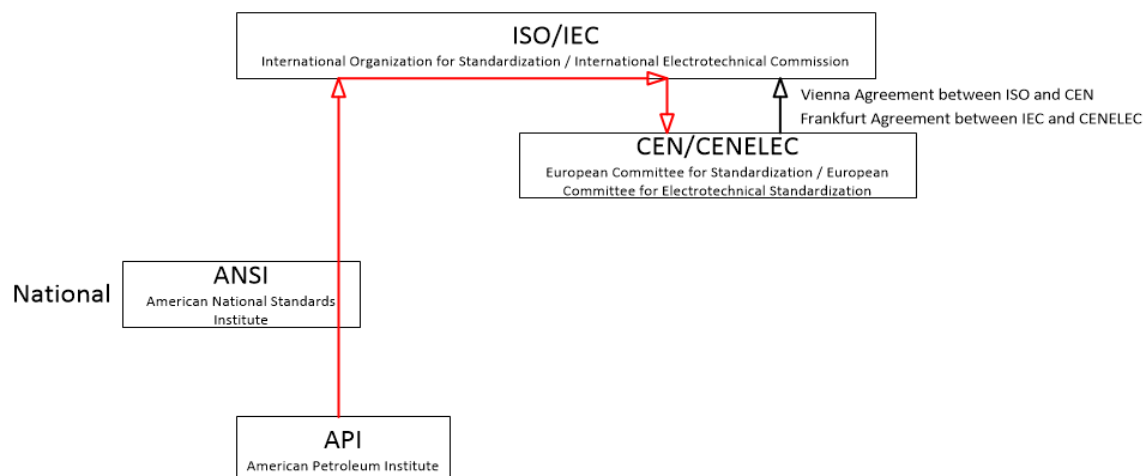 ISO/IEC
International Organization for Standardization / International Electrotechnical Commission
Vienna Agreement between ISO and CEN
Frankfurt Agreement between IEC and CENELEC
CEN/CENELEC
European Committee for Standardization / European
Committee for Electrotechnical Standardization
National
ANSI
American National Standards
Institute
API
American Petroleum Institute